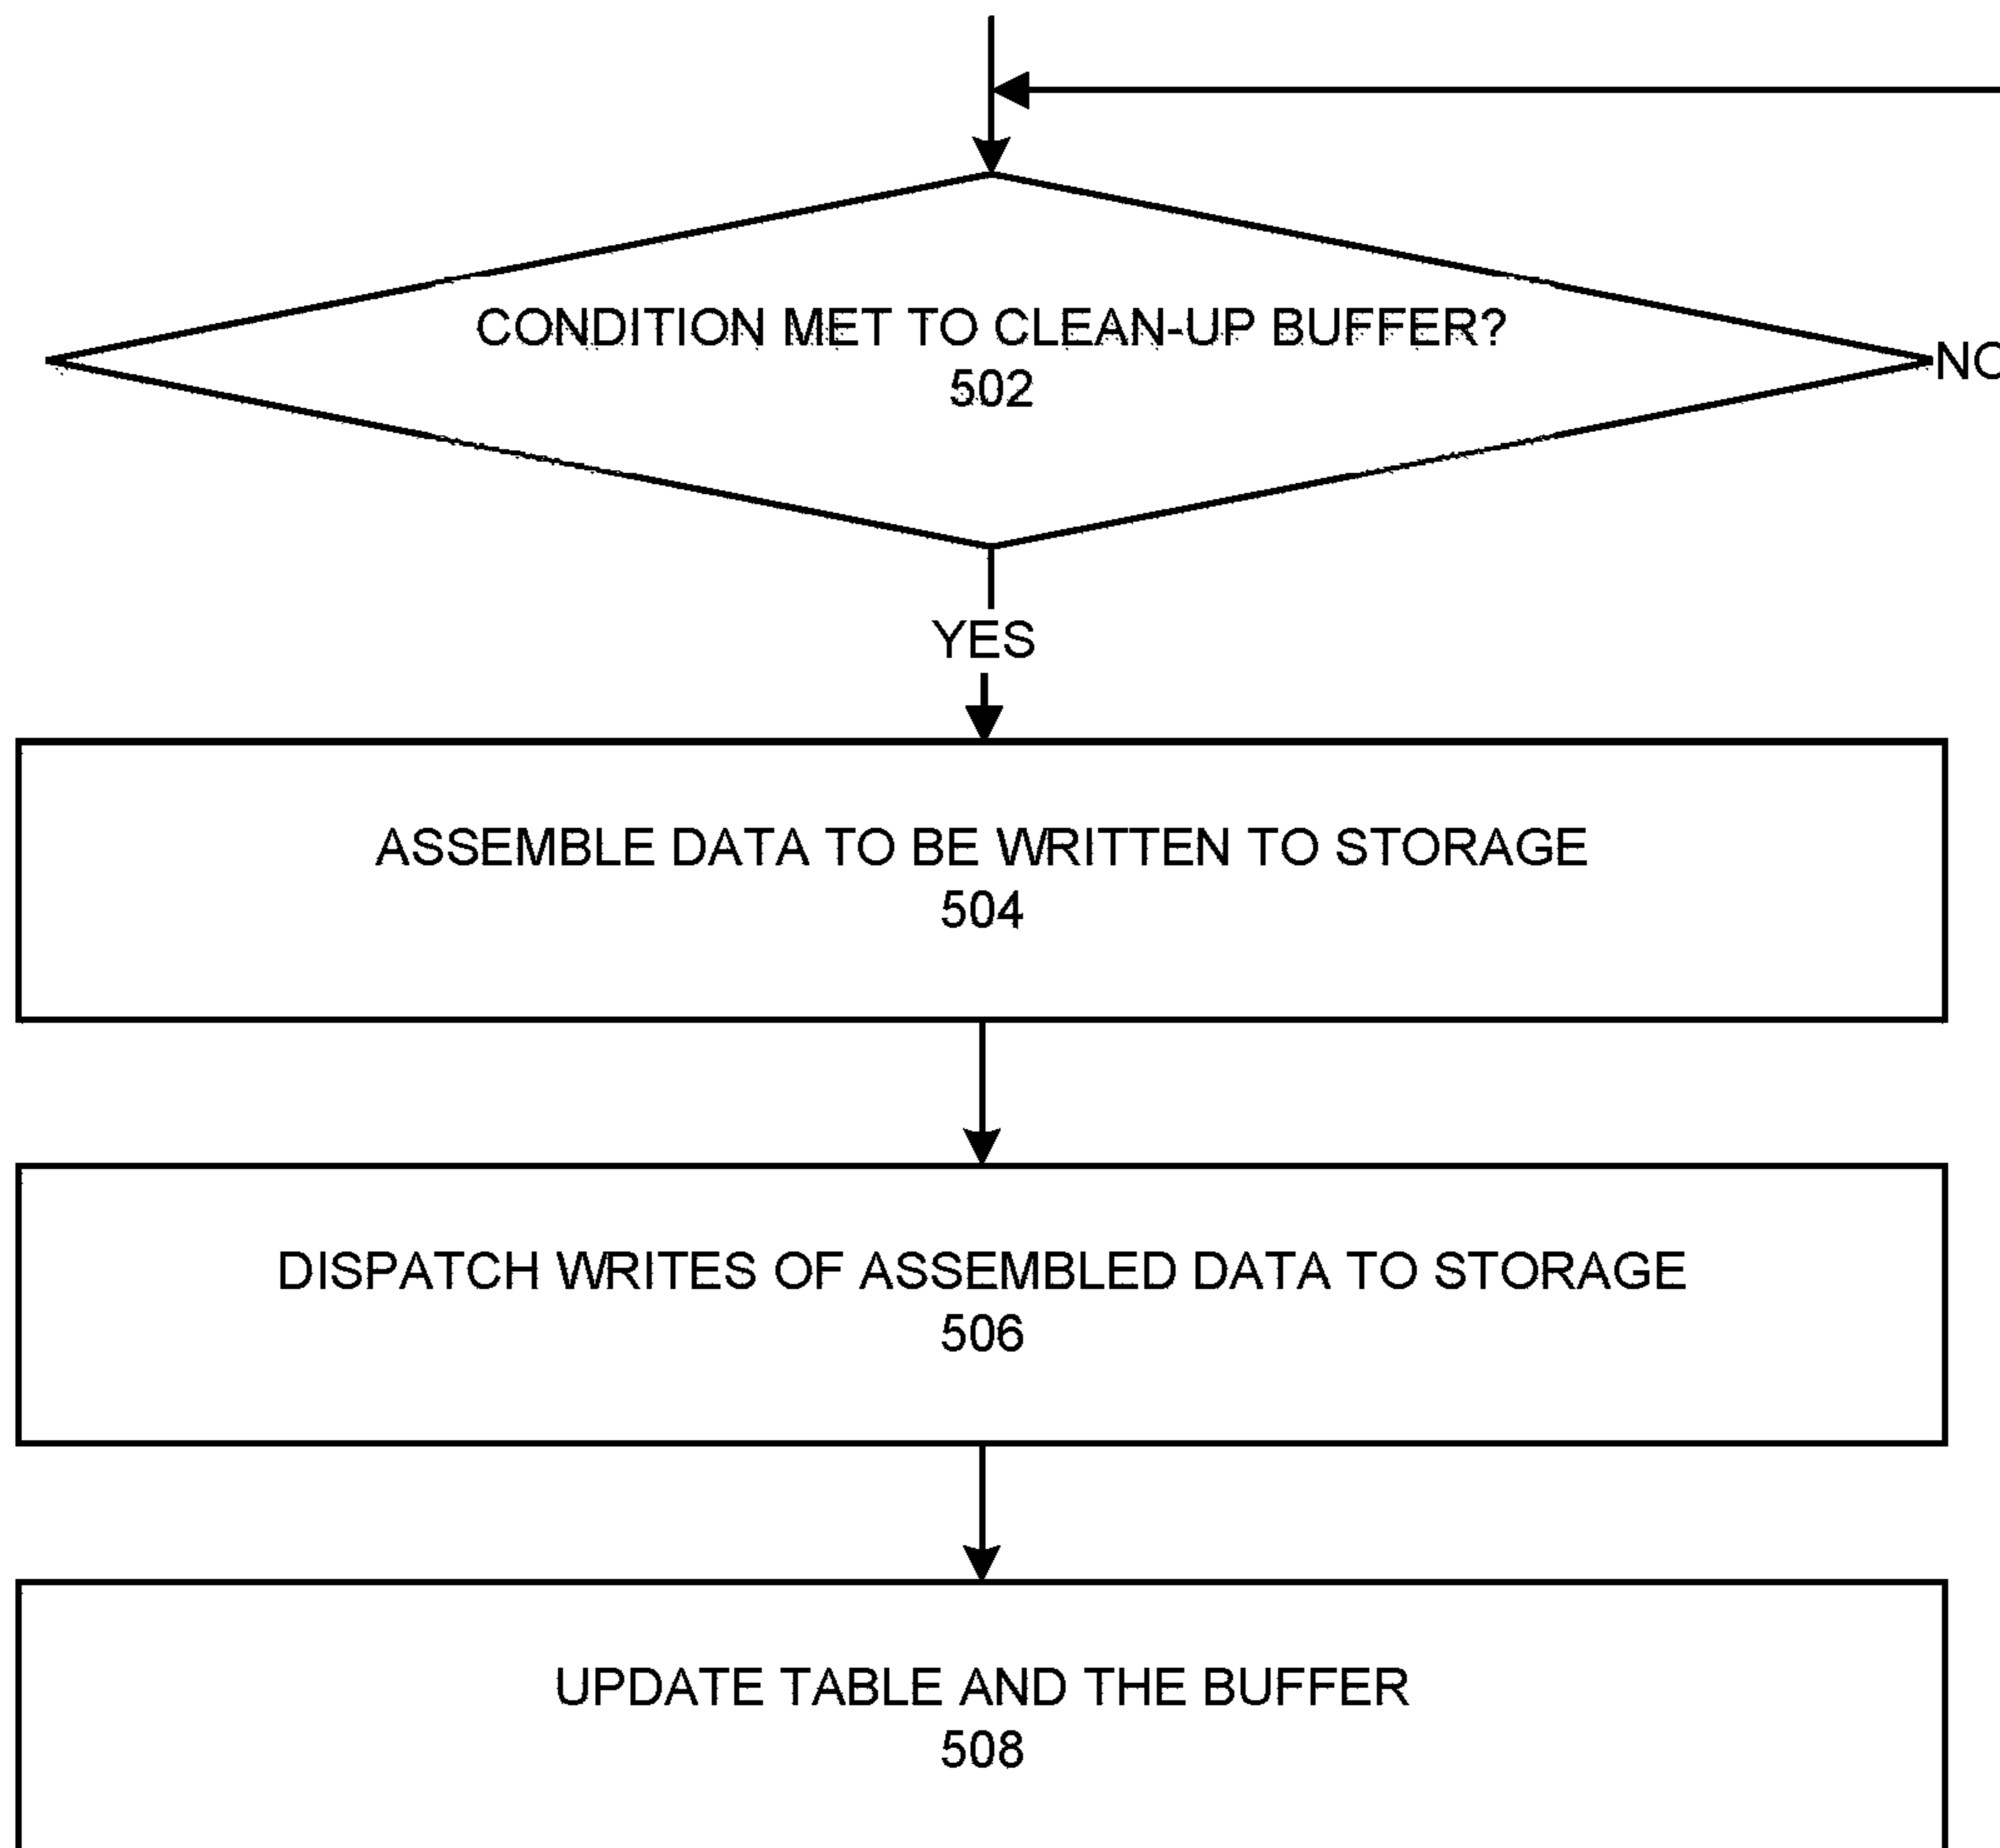 CONDITION MET TO CLEAN-UP BUFFER?
502
NO
YES
ASSEMBLE DATA TO BE WRITTEN TO STORAGE
504
DISPATCH WRITES OF ASSEMBLED DATA TO STORAGE
506
UPDATE TABLE AND THE BUFFER
508